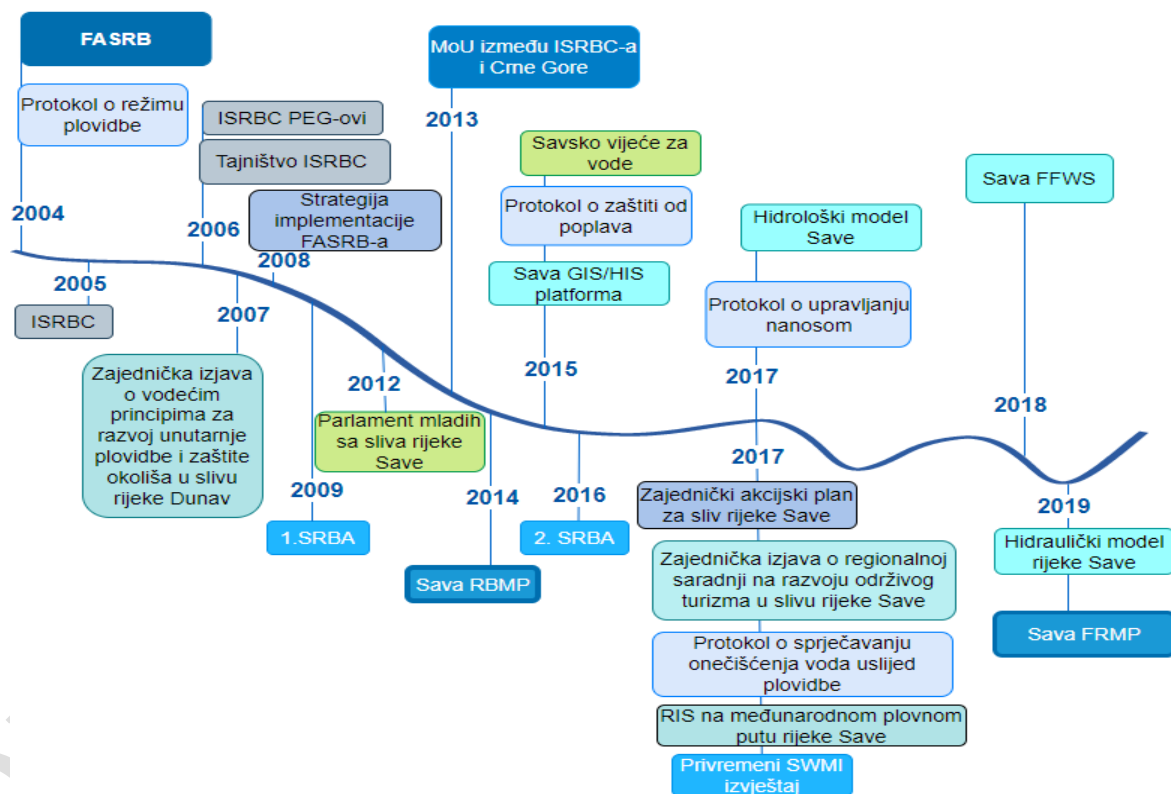 FASRB
Protokol o režimu
plovidbe
2004
2005
ISRBC
ISRBC PEG-ovi
Tajništvo ISRBC
2006
2007
Zajednička izjava
o vodećim
principima za
razvoj unutarnje
plovidbe i zaštite
okoliša u slivu
rijeke Dunav
Strategija
implementacije
FASRB-a
2008
2009
1.SRBA
2012
Parlament mladih
sa sliva rijeke
Save
MoU između ISRBC-a
i Crne Gore
2013
2014
Sava RBMP
Savsko vijeće za
vode
Protokol o zaštiti od
poplava
Sava GIS/HIS
platforma
2015
2016
2. SRBA
Hidrološki model
Save
Protokol o upravljanju
nanosom
2017
2017
Zajednički akcijski plan
za sliv rijeke Save
Zajednička izjava o regionalnoj
saradnji na razvoju održivog
turizma u slivu rijeke Save
Protokol o sprječavanju
onečišćenja voda uslijed
plovidbe
RIS na međunarodnom plovnom
putu rijeke Save
Privremeni SWMI
izvještaj
Sava FFWS
2018
2019
Hidraulički model
rijeke Save
Sava FRMP